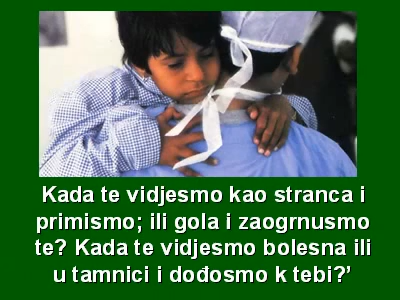 Kada te vidjesmo kao stranca i
primismo; ili gola i zaogrnusmo
te? Kada te vidjesmo bolesna ili
u tamnici i dođosmo k tebi?’